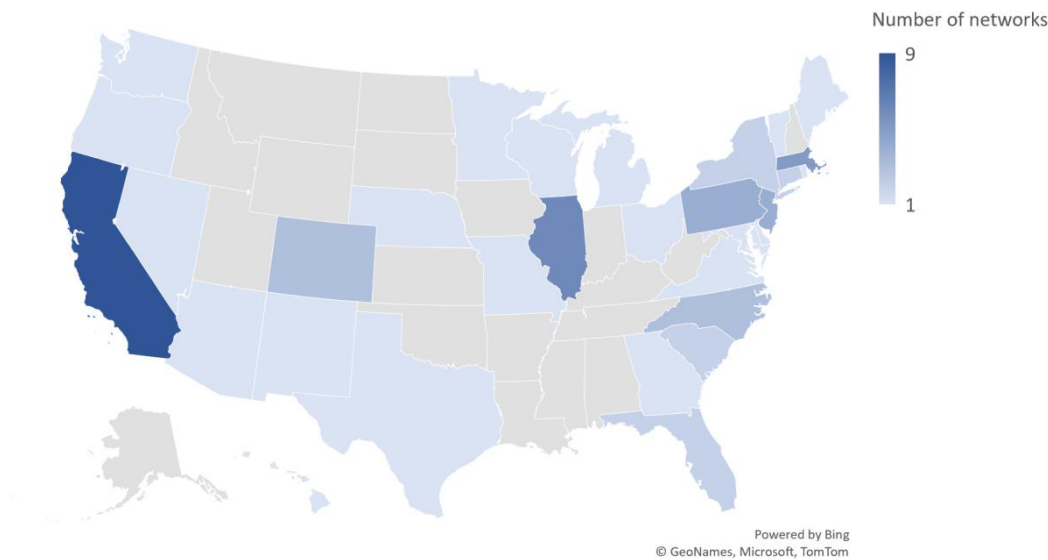 Number of networks
9
1
Powered by Bing
© GeoNames, Microsoft, TomTom